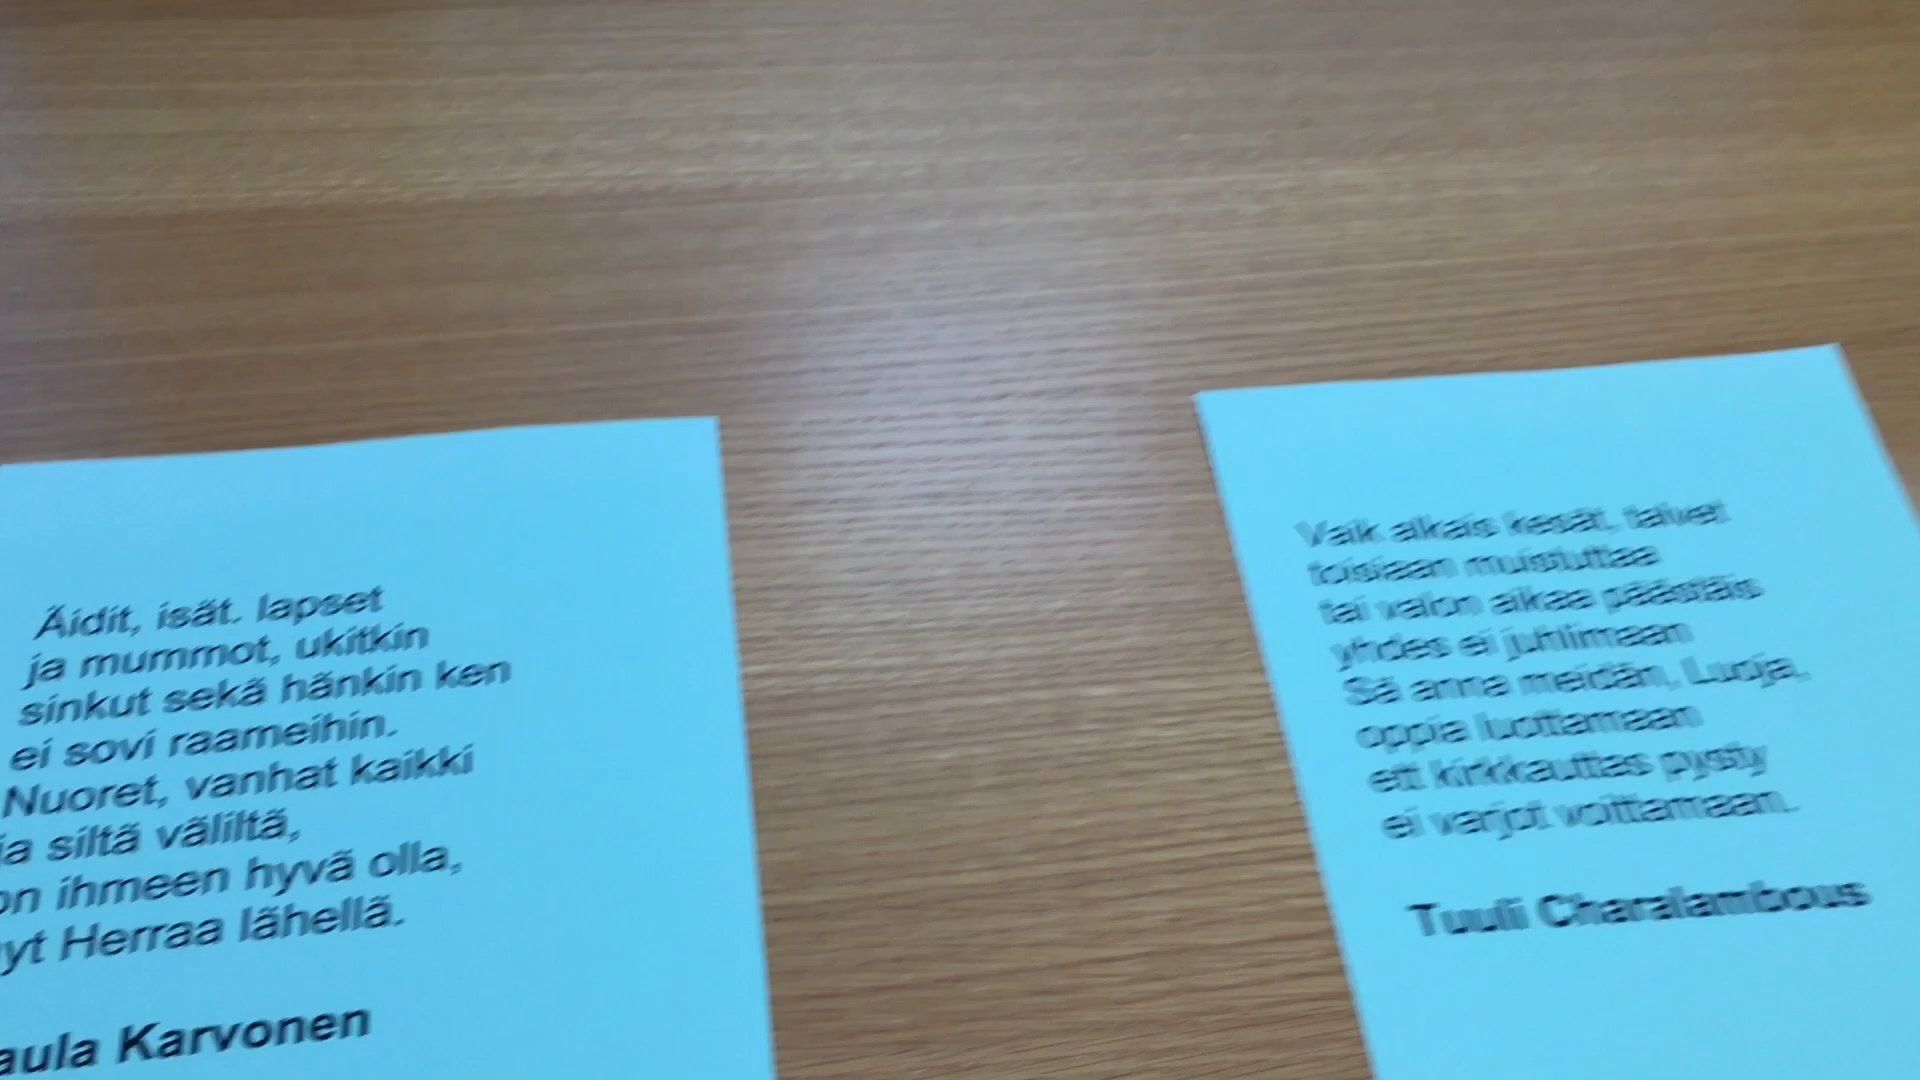 Äidit, isät. lapset
ja mummot, ukitkin
sinkut sekä hänkin ken
ei sovi raameihin.
Nuoret, vanhat kaikki
ja siltä väliltä,
on ihmeen hyvä olla,
yt Herraa lähellä.
aula Karvonen
Vaik alkais kesät, talvet
toisiaan muistuttaa
tai valon aikaa päästäis
yhdes ei juhlimaan
Sä anna meidän, Luoja,
oppia luottamaan
ett kirkkauttas pysty
ei varjot voittamaan.
Tuuli Charalambous